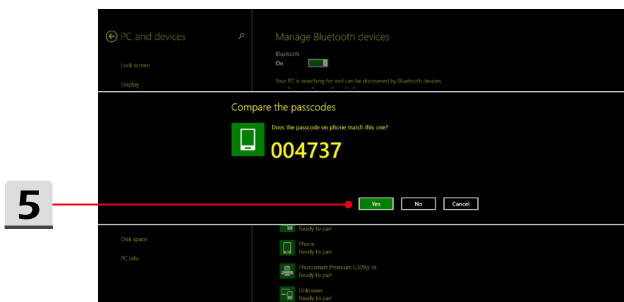 PC and devices
Lock screen
Display
Manage Bluetooth devices
Bluetooth
On
Your PC is searching for and can be discovered by Bluetooth devices
Compare the passcodes
Does the passcode on phone match this one?
004737
5
Yes
No
Cancel
Disk space
PC info
Ready to pair
Phone
Ready to pair
Photosmart Premium C309g-m
Ready to pair
Unknown
Ready to pair